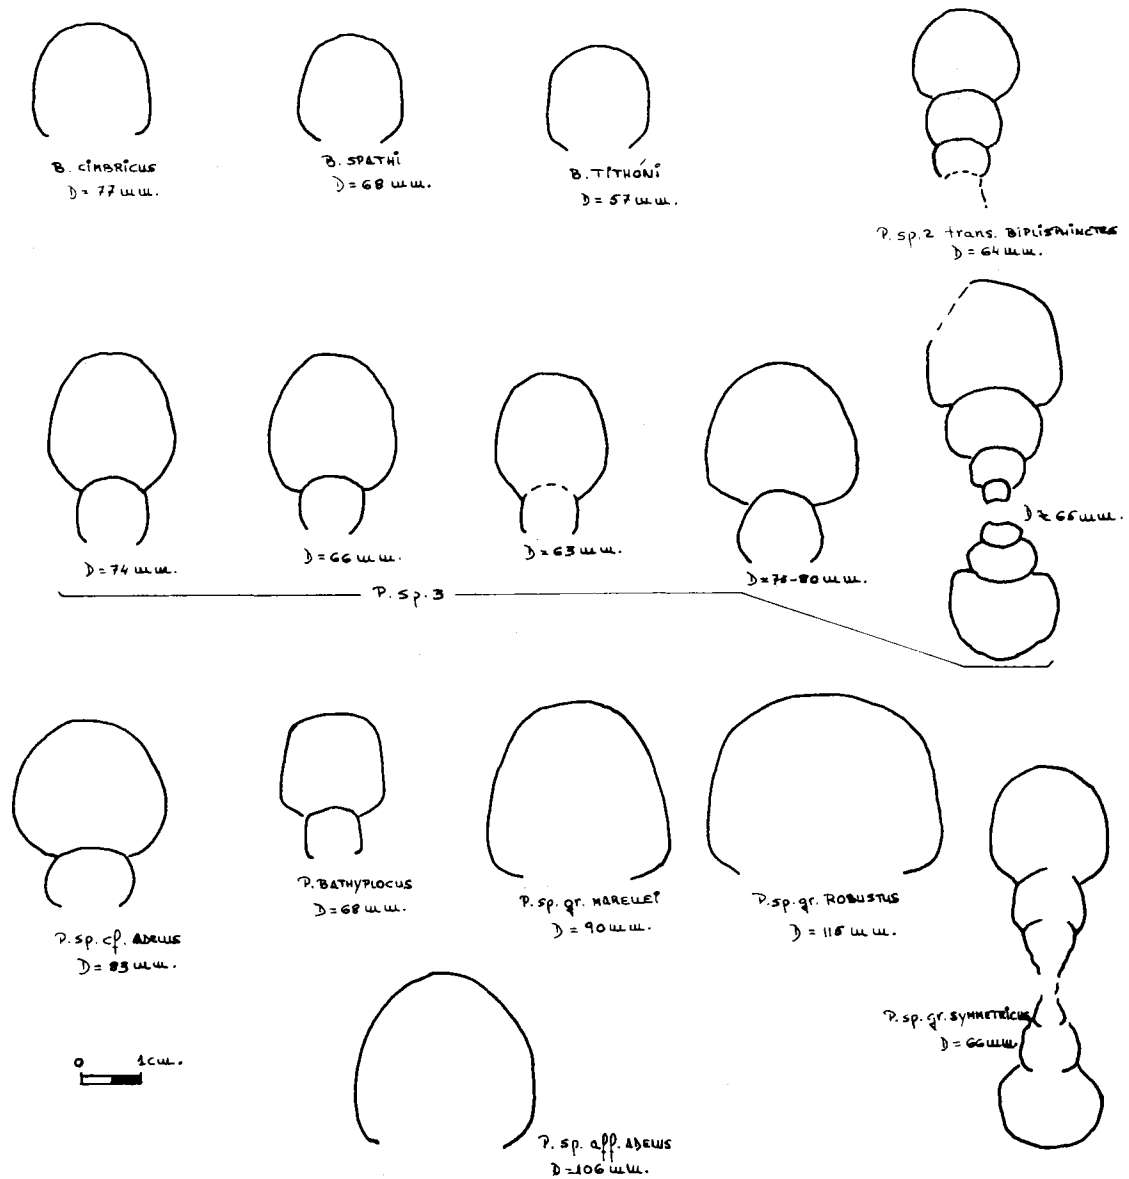 B. CIMBRICUS
D = 77 mm.
B. SPATHI
D = 68 mm.
B. TITHÓNI
D = 57 mm.
P. sp. 2 trans. BIPLISPHINCTES
D = 64 mm.
D = 74 mm.
D = 66 mm.
D = 63 mm.
D = 75-80 mm.
D ≈ 65 mm.
P. sp. 3
P. sp. cf. ADELUS
D = 83 mm.
P. BATHYPLOCUS
D = 68 mm.
P. sp. gr. MARELLEI
D = 90 mm.
P. sp. gr. ROBUSTUS
D = 115 mm.
P. sp. gr. SYMMETRICUS
D = 66 mm.
0 1 cm.
P. sp. aff. ADELUS
D = 106 mm.